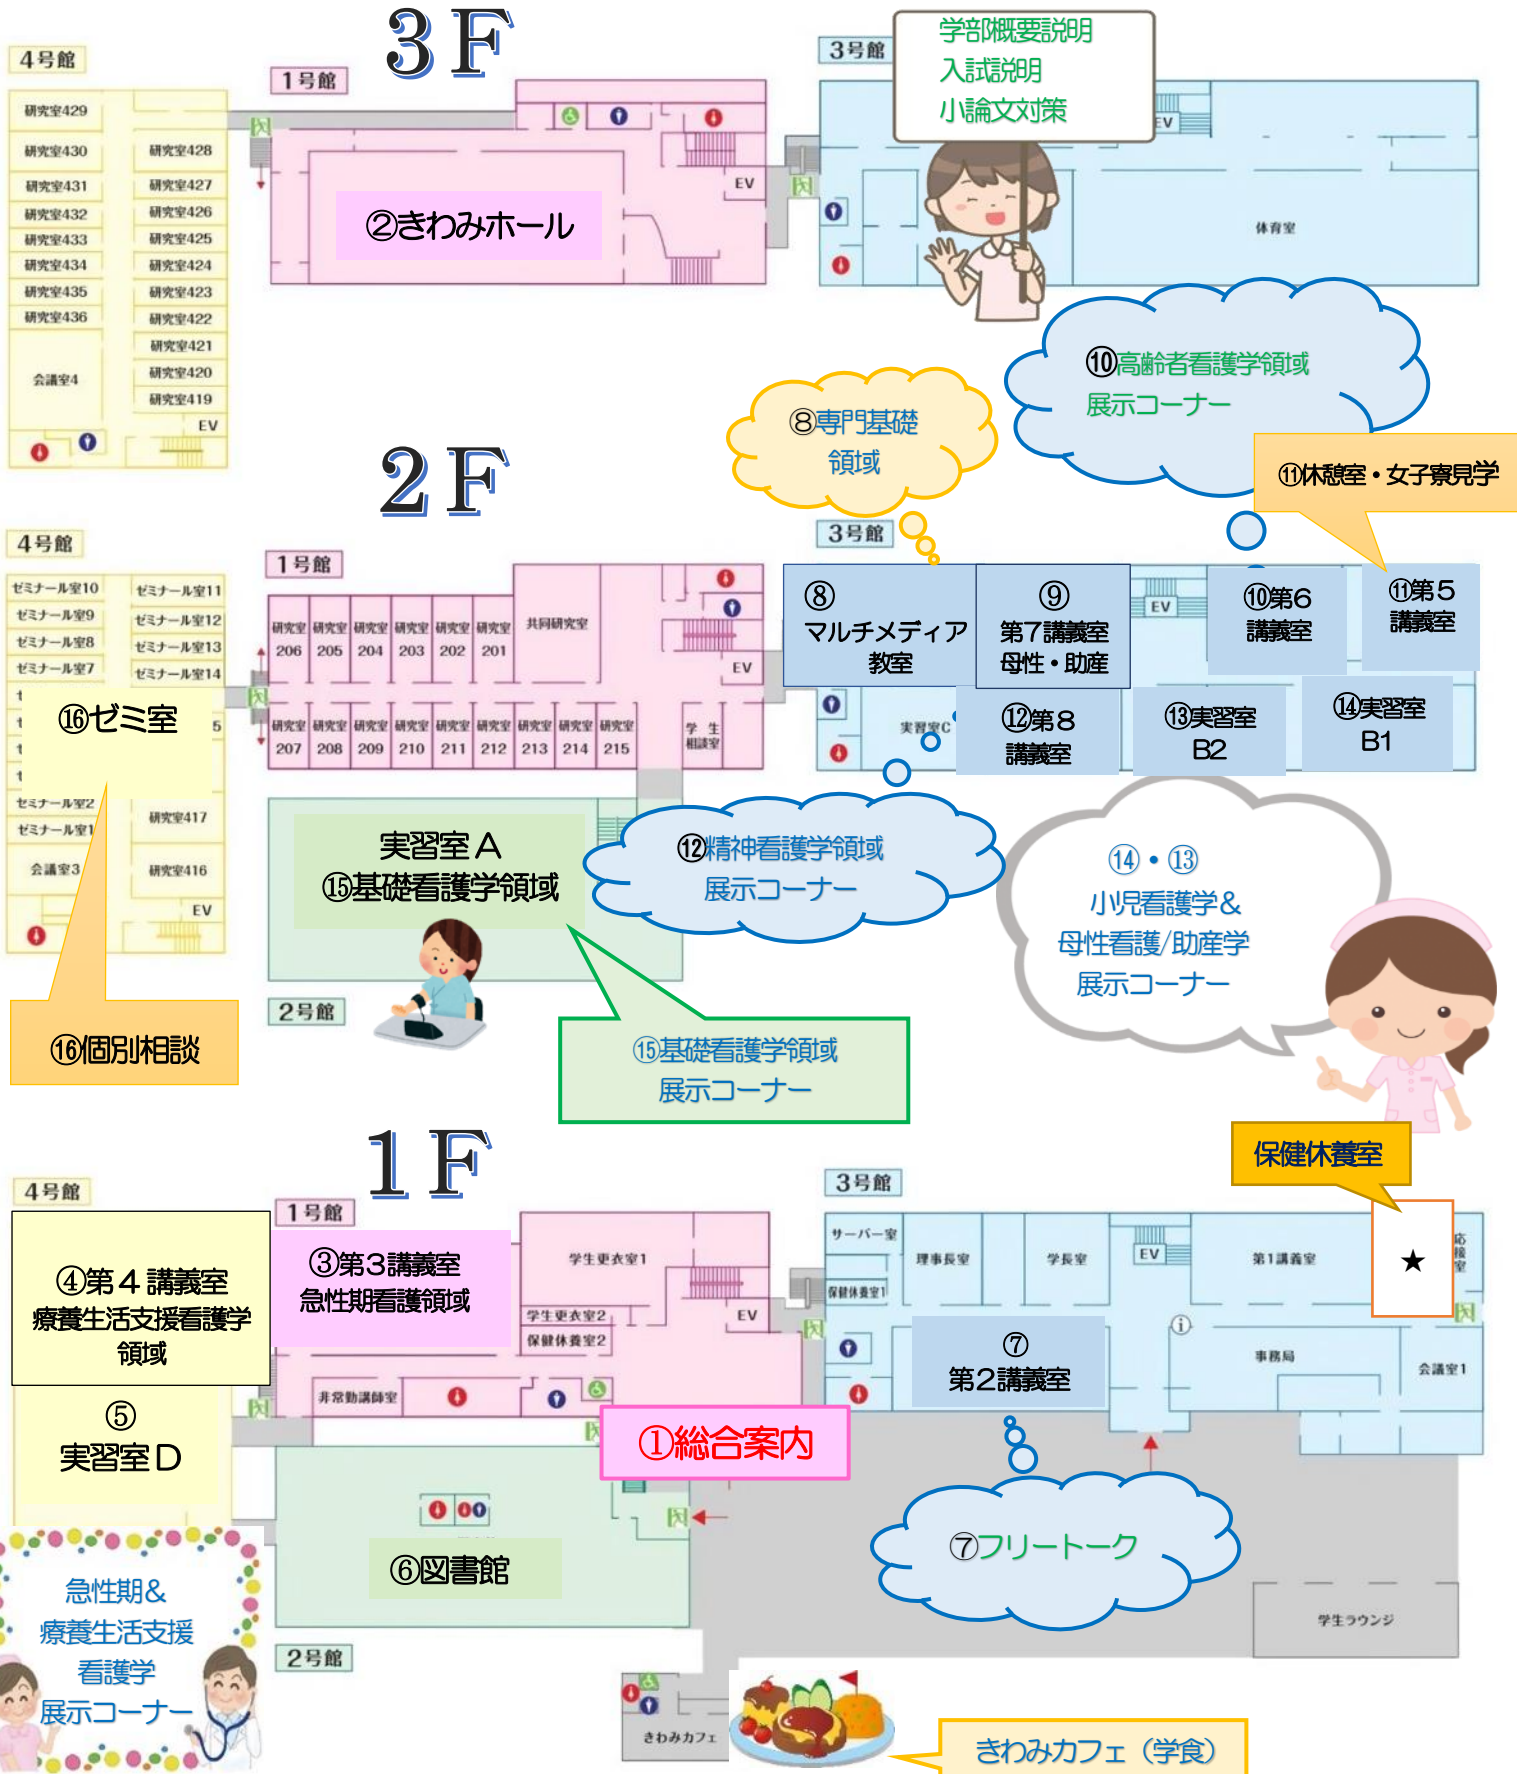 3F
4号館
研究室429
研究室430
研究室428
研究室431
研究室427
研究室432
研究室426
研究室433
研究室425
研究室434
研究室424
研究室435
研究室423
研究室436
研究室422
研究室421
会議室4
研究室420
研究室419
EV
1号館
②きわみホール
EV
3号館
学部概要説明
入試説明
小論文対策
EV
体育室
⑩高齢者看護学領域
展示コーナー
⑧専門基礎
領域
⑪休憩室・女子寮見学
2F
4号館
ゼミナール室10
ゼミナール室11
ゼミナール室9
ゼミナール室12
ゼミナール室8
ゼミナール室13
ゼミナール室7
ゼミナール室14
5
⑯ゼミ室
ゼミナール室2
研究室417
ゼミナール室1
会議室3
研究室416
EV
⑯個別相談
1号館
研究室
206
研究室
205
研究室
204
研究室
203
研究室
202
研究室
201
共同研究室
EV
研究室
207
研究室
208
研究室
209
研究室
210
研究室
211
研究室
212
研究室
213
研究室
214
研究室
215
学生
相談室
実習室A
⑮基礎看護学領域
2号館
⑮基礎看護学領域
展示コーナー
3号館
⑧
マルチメディア
教室
⑨
第7講義室
母性・助産
EV
⑩第6
講義室
⑪第5
講義室
実習室C
⑫第8
講義室
⑬実習室
B2
⑭実習室
B1
⑫精神看護学領域
展示コーナー
⑭・⑬
小児看護学&
母性看護/助産学
展示コーナー
1F
4号館
④第4講義室
療養生活支援看護学
領域
⑤
実習室D
急性期&
療養生活支援
看護学
展示コーナー
1号館
③第3講義室
急性期看護領域
学生更衣室1
学生更衣室2
保健休養室2
EV
非常勤講師室
①総合案内
⑥図書館
2号館
3号館
サーバー室
保健休養室1
理事長室
学長室
EV
第1講義室
保健休養室
★
応接室
i
⑦
第2講義室
事務局
会議室1
⑦フリートーク
学生ラウンジ
きわみカフェ
きわみカフェ（学食）